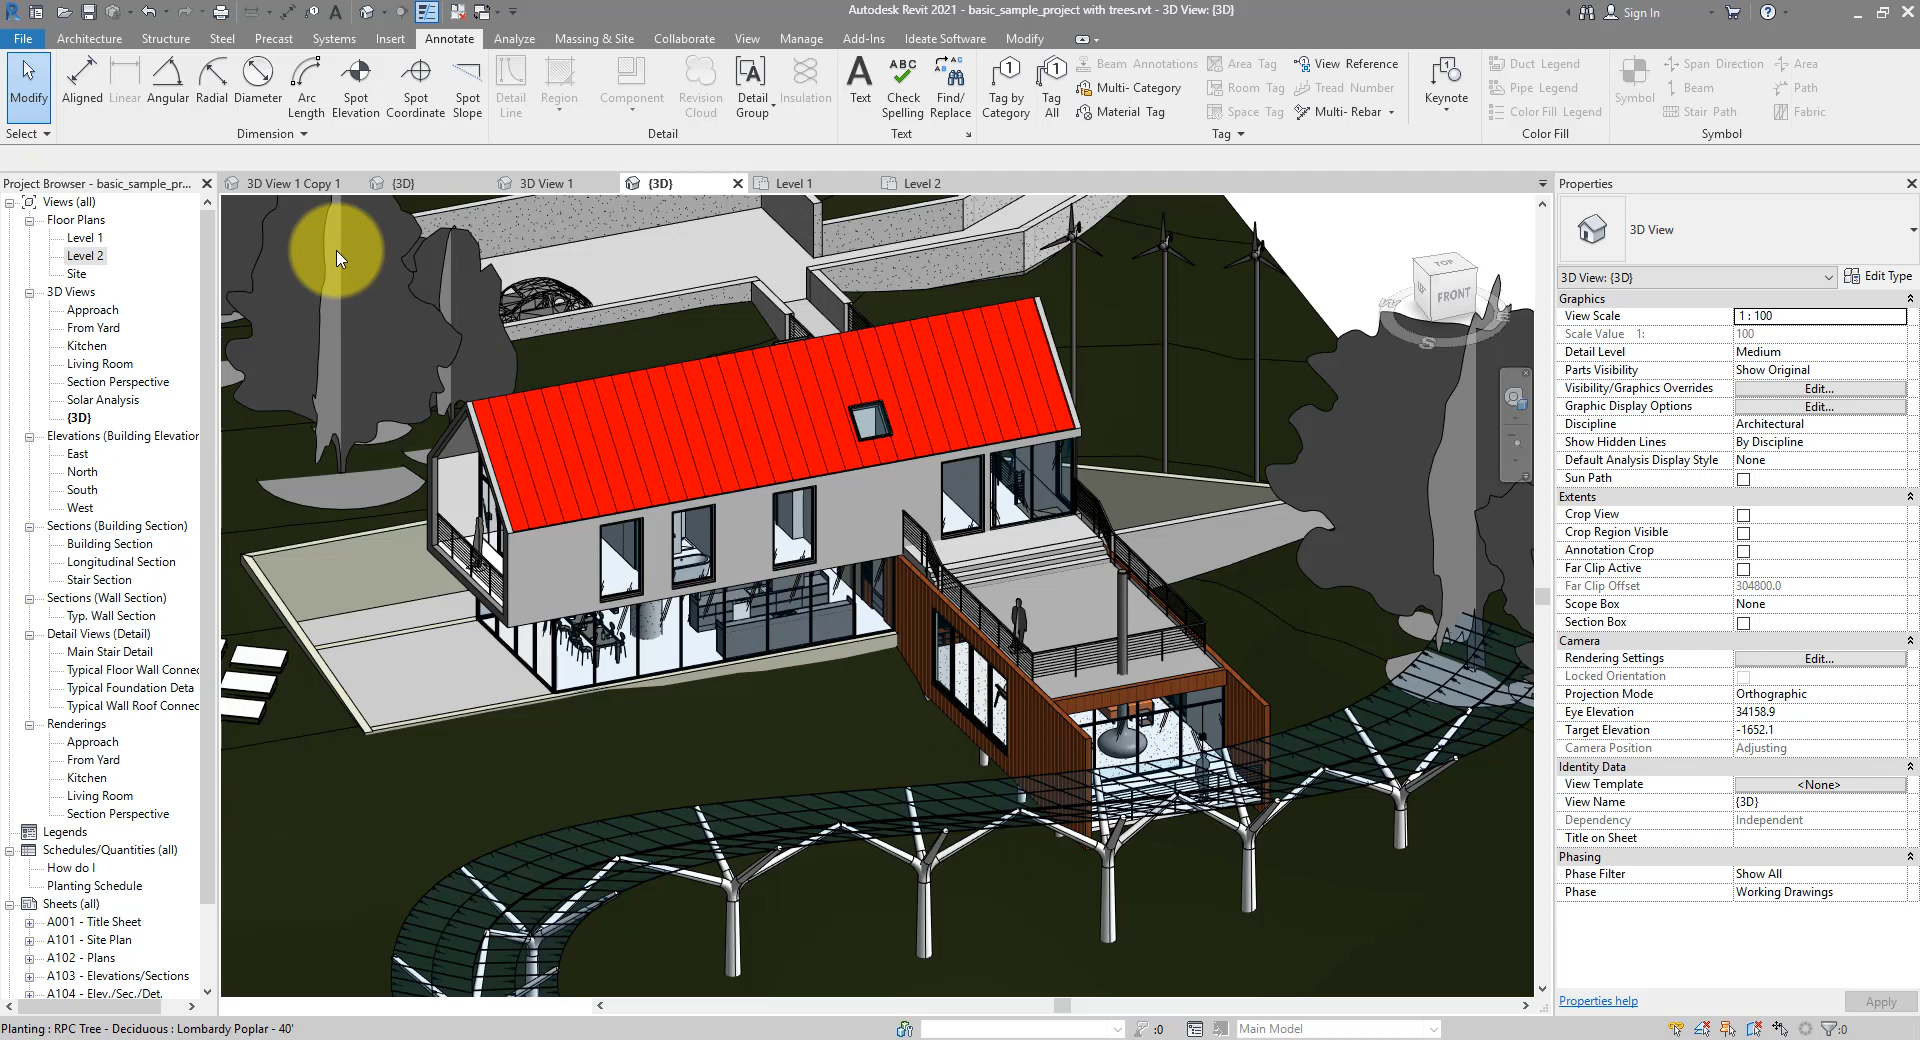 Autodesk Revit 2021 - basic_sample_project with trees.rvt - 3D View: {3D}
Sign In
File Architecture Structure Steel Precast Systems Insert Annotate Analyze Massing & Site Collaborate View Manage Add-Ins Ideate Software Modify
Modify
Aligned
Linear
Angular
Radial
Diameter
Arc Length
Spot Elevation
Spot Coordinate
Spot Slope
Detail Line
Region
Component
Revision Cloud
Detail Group
Insulation
Text
ABC
Check Spelling
Find/ Replace
Tag by Category
Tag All
Beam Annotations
Multi- Category
Material Tag
Area Tag
Room Tag
Space Tag
View Reference
Tread Number
Multi- Rebar
Keynote
Duct Legend
Pipe Legend
Color Fill Legend
Symbol
Span Direction
Beam
Stair Path
Area
Path
Fabric
Select
Dimension
Detail
Text
Tag
Color Fill
Symbol
Project Browser - basic_sample_pr...
3D View 1 Copy 1
{3D}
3D View 1
{3D}
Level 1
Level 2
Views (all)
Floor Plans
Level 1
Level 2
Site
3D Views
Approach
From Yard
Kitchen
Living Room
Section Perspective
Solar Analysis
{3D}
Elevations (Building Elevation
East
North
South
West
Sections (Building Section)
Building Section
Longitudinal Section
Stair Section
Sections (Wall Section)
Typ. Wall Section
Detail Views (Detail)
Main Stair Detail
Typical Floor Wall Connec
Typical Foundation Deta
Typical Wall Roof Connec
Renderings
Approach
From Yard
Kitchen
Living Room
Section Perspective
Legends
Schedules/Quantities (all)
How do I
Planting Schedule
Sheets (all)
A001 - Title Sheet
A101 - Site Plan
A102 - Plans
A103 - Elevations/Sections
A104 - Elev./Sec./Det.
TOP
FRONT
S
Properties
3D View
3D View: {3D}
Edit Type
Graphics
View Scale 1 : 100
Scale Value 1: 100
Detail Level Medium
Parts Visibility Show Original
Visibility/Graphics Overrides Edit...
Graphic Display Options Edit...
Discipline Architectural
Show Hidden Lines By Discipline
Default Analysis Display Style None
Sun Path
Extents
Crop View
Crop Region Visible
Annotation Crop
Far Clip Active
Far Clip Offset 304800.0
Scope Box None
Section Box
Camera
Rendering Settings Edit...
Locked Orientation
Projection Mode Orthographic
Eye Elevation 34158.9
Target Elevation -1652.1
Camera Position Adjusting
Identity Data
View Template <None>
View Name {3D}
Dependency Independent
Title on Sheet
Phasing
Phase Filter Show All
Phase Working Drawings
Properties help
Apply
Planting : RPC Tree - Deciduous : Lombardy Poplar - 40'
:0
Main Model
:0